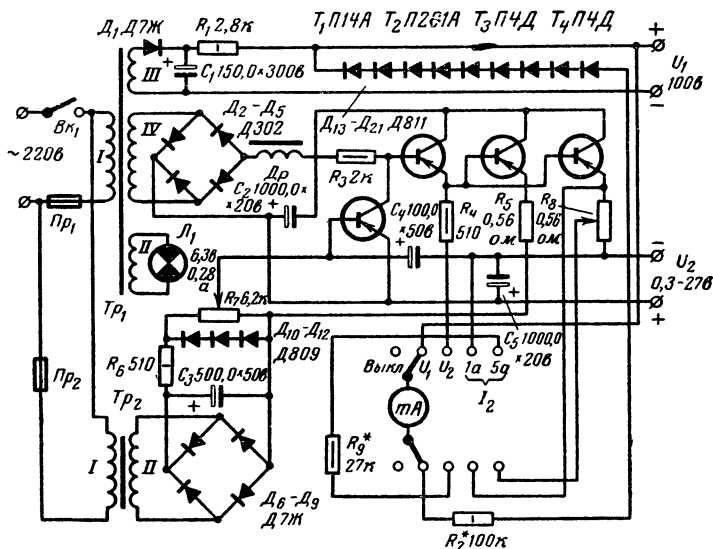 Д₁ Д7Ж R₁ 2,8к T₁ П14А T₂ П201А T₃ П4Д T₄ П4Д
+
III C₁ 150,0×300в
U₁
100в
−
Вк₁
Д₂–Д₅
Д302
IV
Д₁₃–Д₂₁ Д811
I
~220в
Др
R₃ 2к
C₂ 1000,0×
×20в
+
C₄ 100,0
×50в
+
R₄
510
R₅
0,56
ом
R₈
0,56
ом
Пр₁
II
Л₁
6,3в
0,28
а
−
U₂
0,3–27в
+
Тр₁
R₇ 6,2к
+
C₅ 1000,0
×20в
Д₁₀–Д₁₂
Д809
R₆ 510
C₃ 500,0×50в
+
Пр₂
Тр₂
Выкл U₁ U₂ 1а 5а
I₂
mA
R₉*
27к
I II
Д₆–Д₉
Д7Ж
R₂* 100к